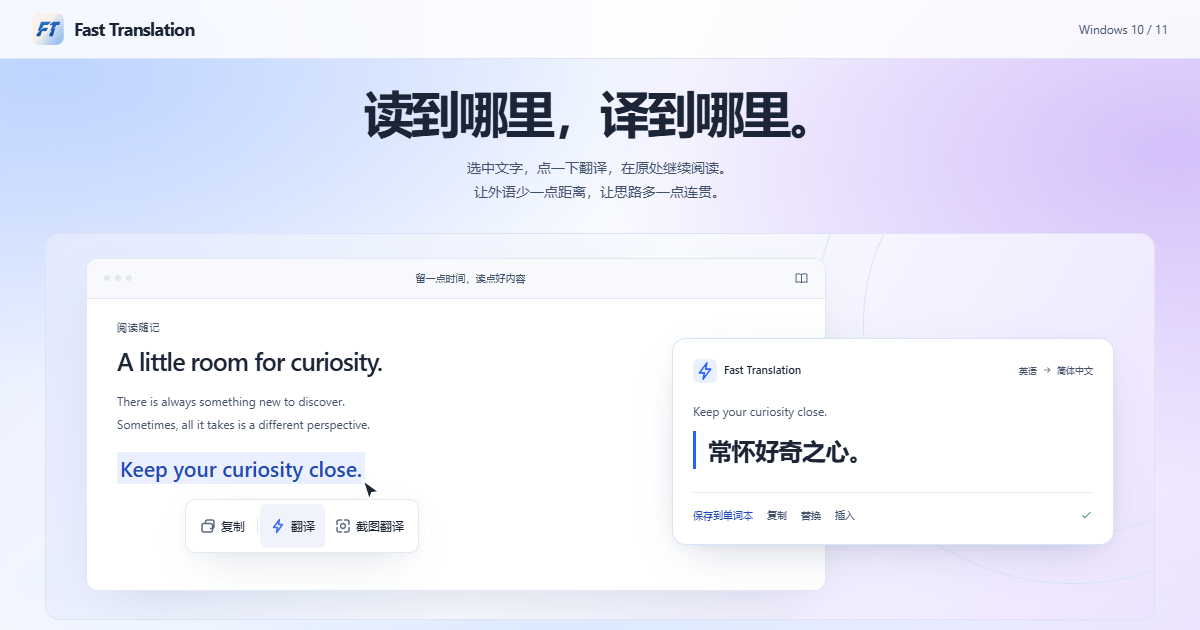 FT Fast Translation
Windows 10 / 11
读到哪里，译到哪里。
选中文字，点一下翻译，在原处继续阅读。
让外语少一点距离，让思路多一点连贯。
留一点时间，读点好内容
阅读随记
A little room for curiosity.
There is always something new to discover.
Sometimes, all it takes is a different perspective.
Keep your curiosity close.
复制 翻译 截图翻译
Fast Translation
英语 → 简体中文
Keep your curiosity close.
常怀好奇之心。
保存到单词本 复制 替换 插入